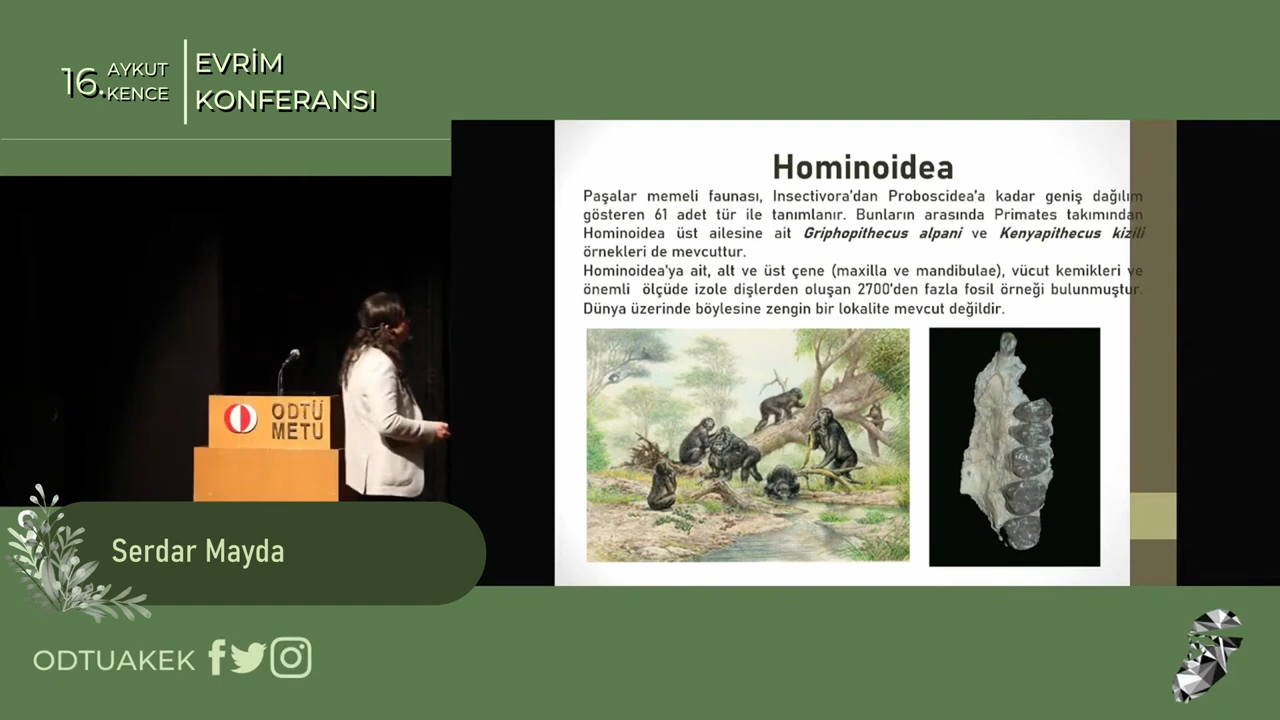 16. AYKUT KENCE
EVRİM
KONFERANSI
Hominoidea
Paşalar memeli faunası, Insectivora'dan Proboscidea'a kadar geniş dağılım
gösteren 61 adet tür ile tanımlanır. Bunların arasında Primates takımından
Hominoidea üst ailesine ait Griphopithecus alpani ve Kenyapithecus kizili
örnekleri de mevcuttur.
Hominoidea'ya ait, alt ve üst çene (maxilla ve mandibulae), vücut kemikleri ve
önemli ölçüde izole dişlerden oluşan 2700'den fazla fosil örneği bulunmuştur.
Dünya üzerinde böylesine zengin bir lokalite mevcut değildir.
ODTÜ
METU
Serdar Mayda
ODTUAKEK